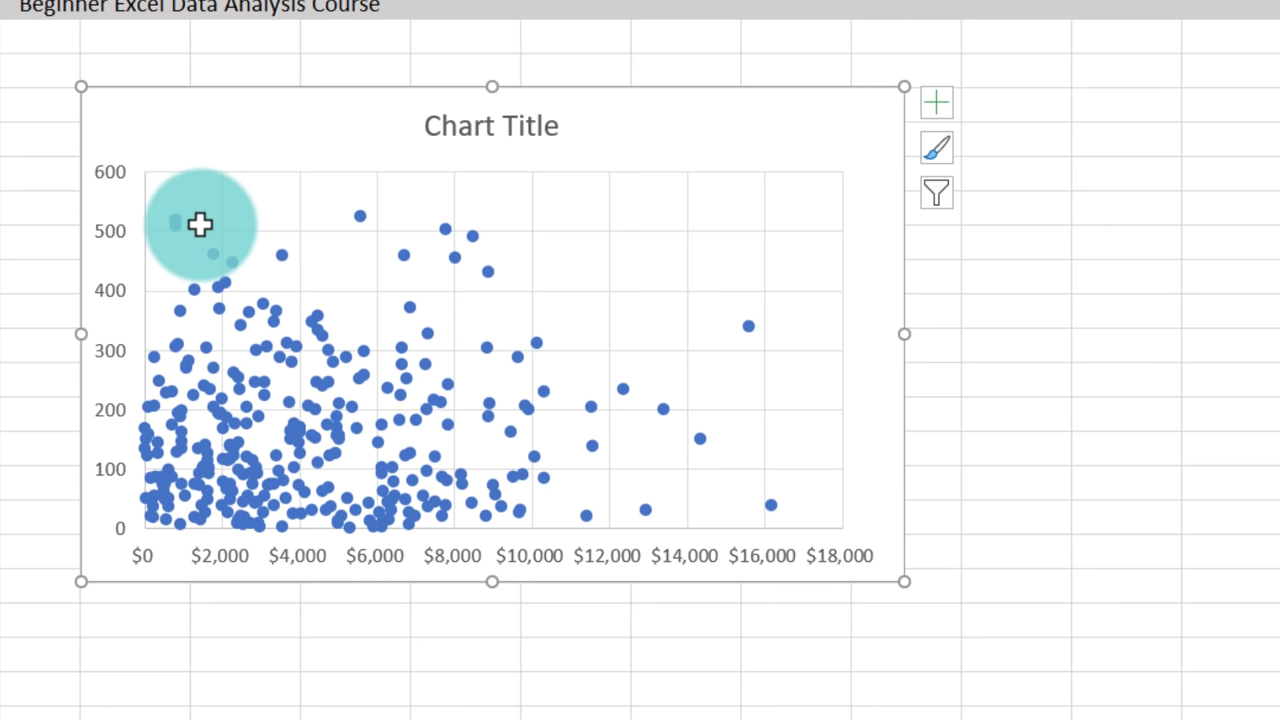 Beginner Excel Data Analysis Course
Chart Title
600
500
400
300
200
100
0
$0 $2,000 $4,000 $6,000 $8,000 $10,000 $12,000 $14,000 $16,000 $18,000